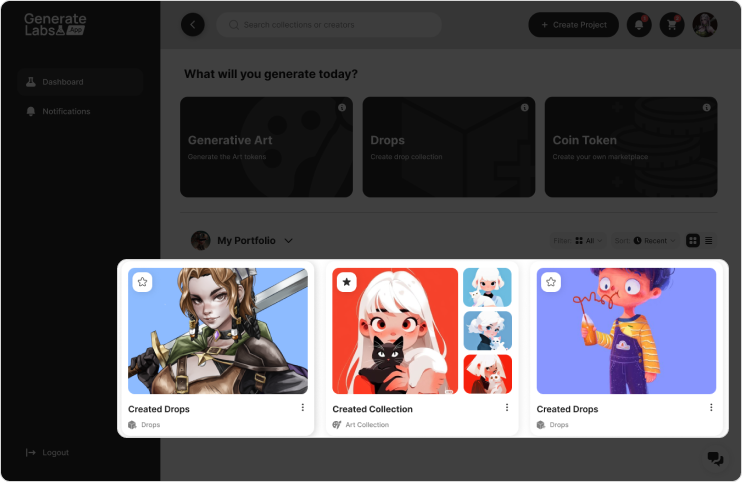 Generate
Labs App
Search collections or creators
+ Create Project
Dashboard
Notifications
What will you generate today?
Generative Art
Generate the Art tokens
Drops
Create drop collection
Coin Token
Create your own marketplace
My Portfolio
Filter: All
Sort: Recent
Created Drops
Drops
Created Collection
Art Collection
Created Drops
Drops
Logout